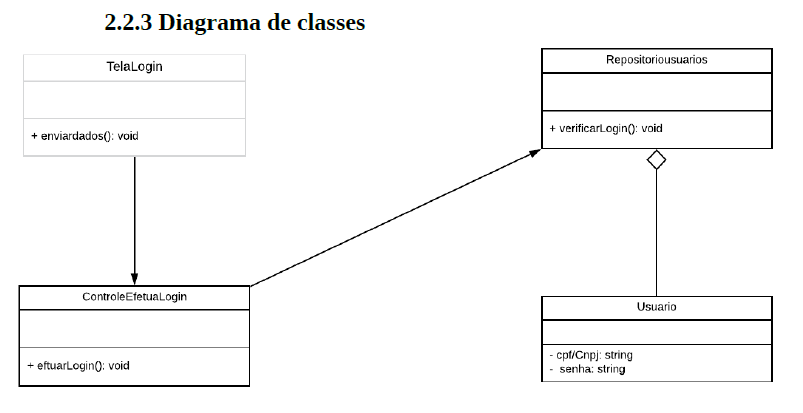 2.2.3 Diagrama de classes
TelaLogin
+ enviardados(): void
Repositoriousuarios
+ verificarLogin(): void
ControleEfetuaLogin
+ eftuarLogin(): void
Usuario
- cpf/Cnpj: string
- senha: string